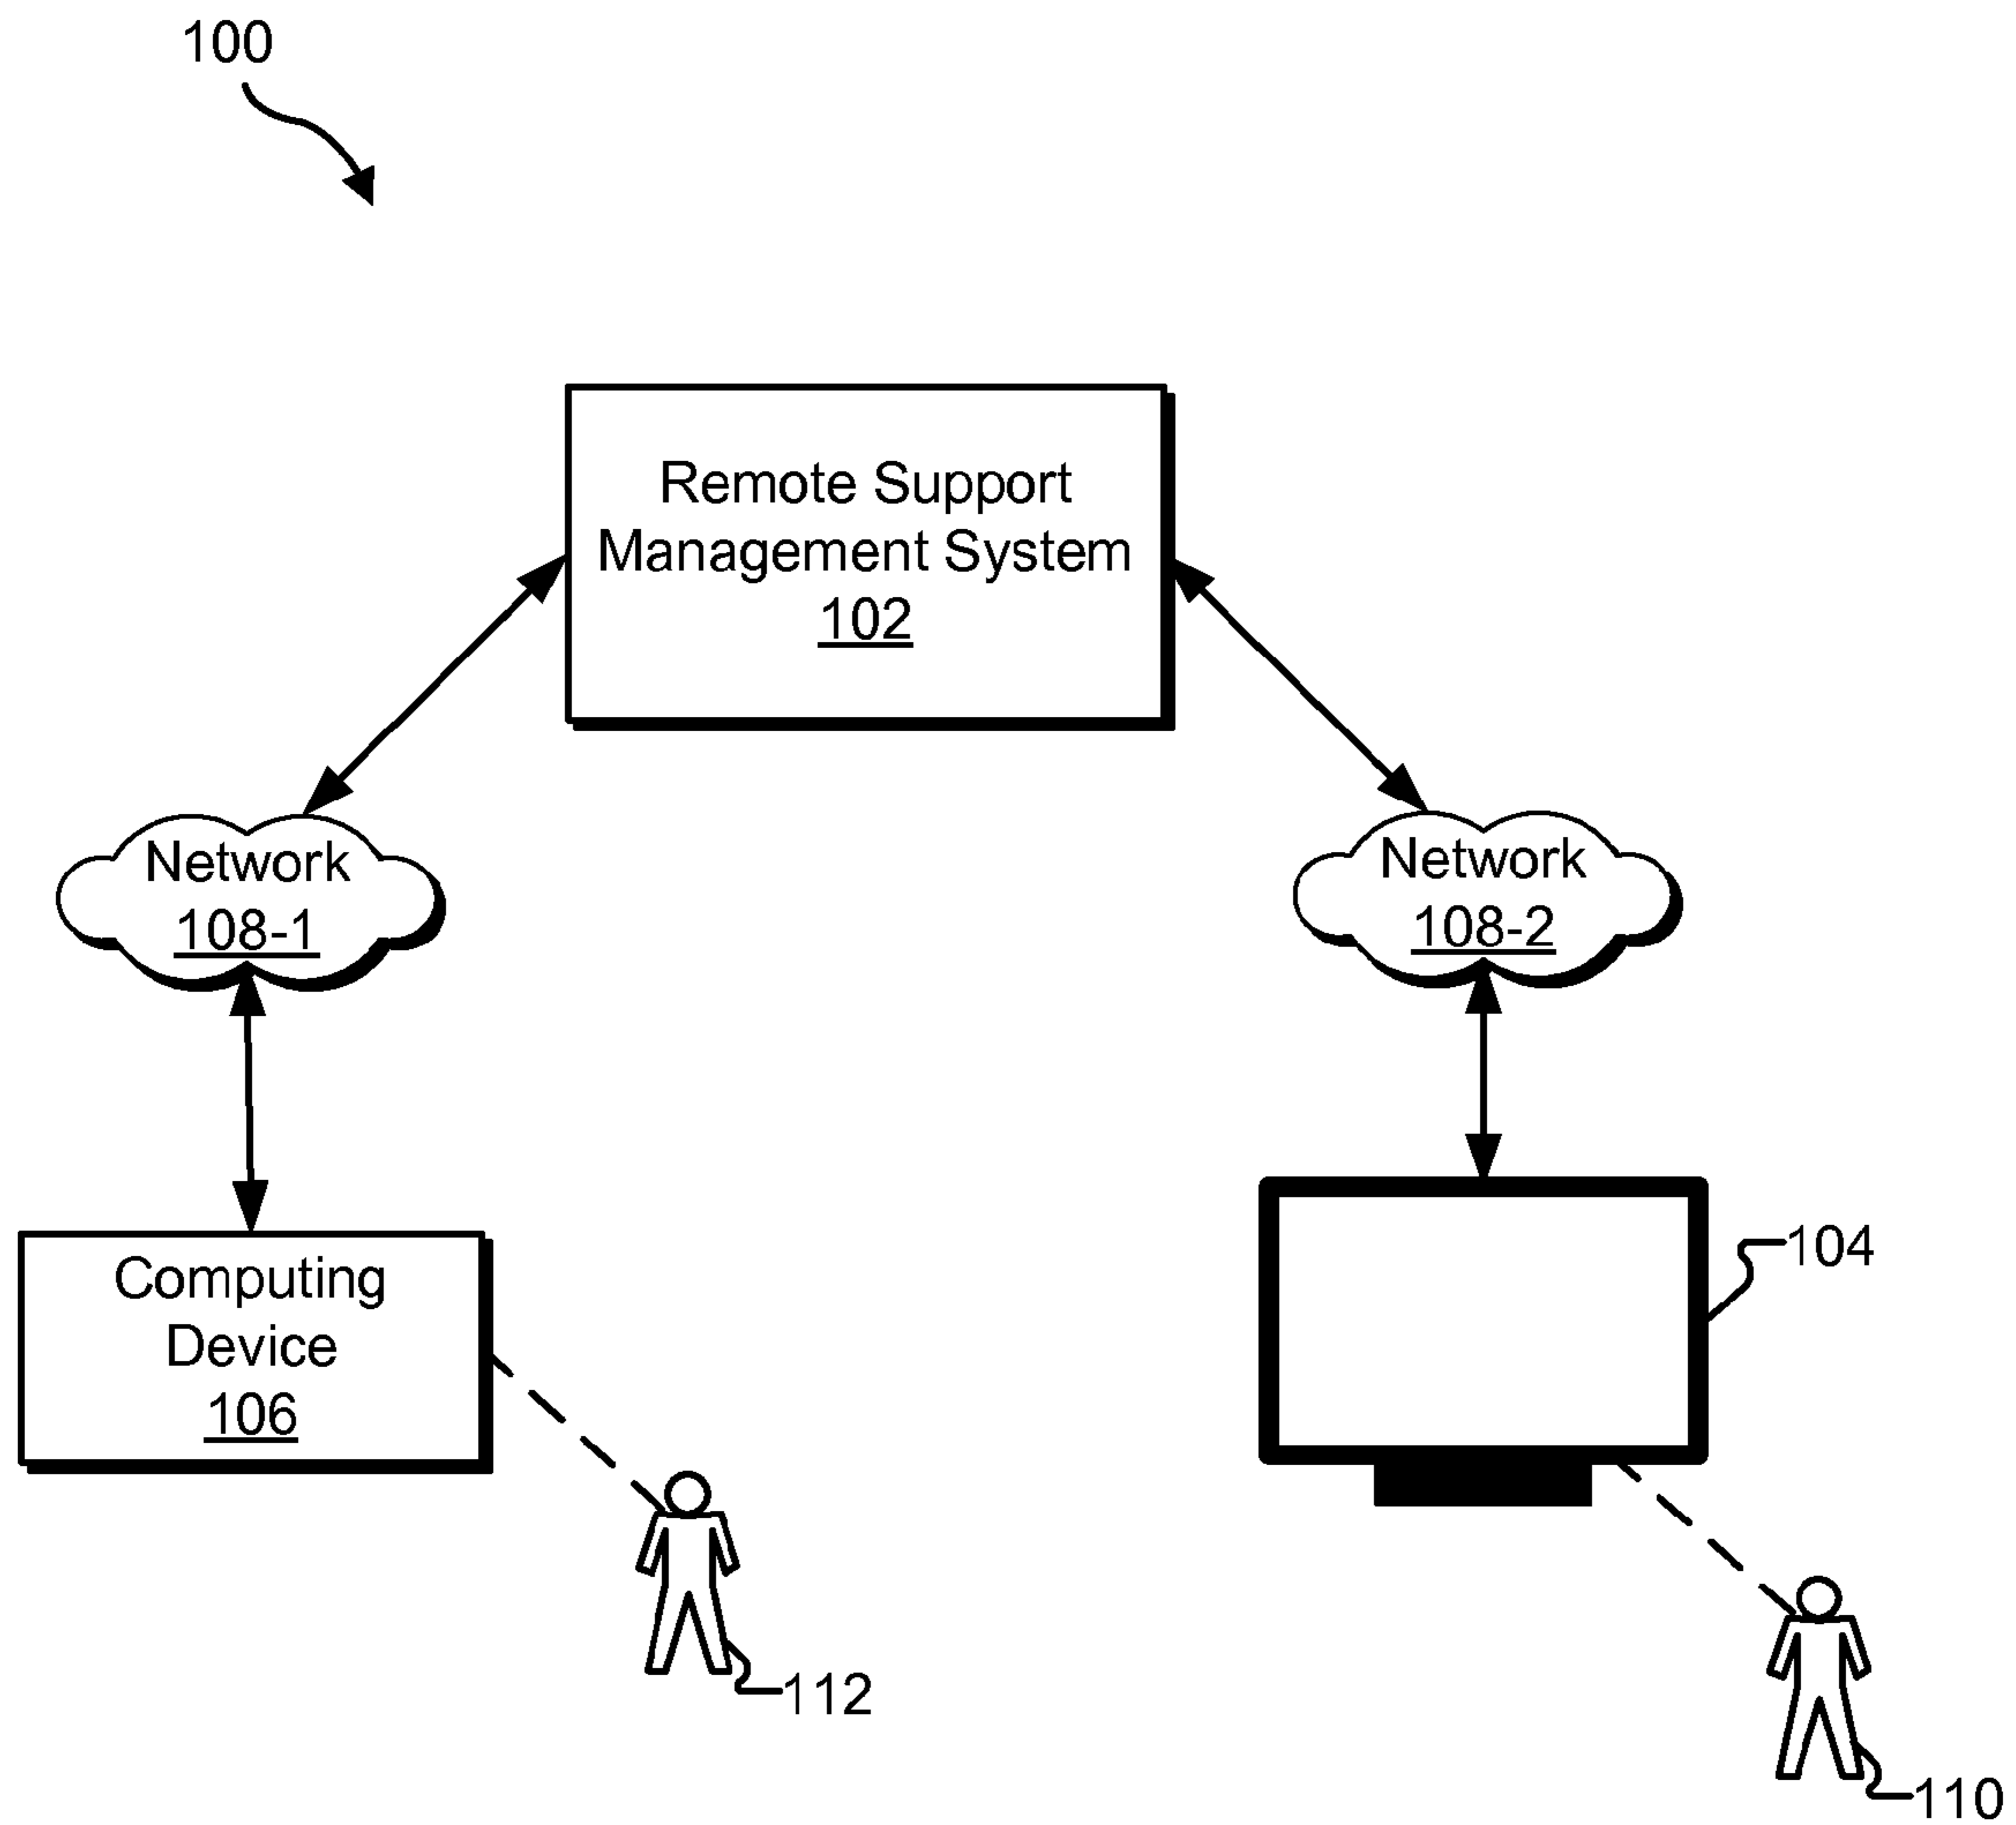 100
Remote Support
Management System
102
Network
108-1
Network
108-2
Computing
Device
106
104
112
110